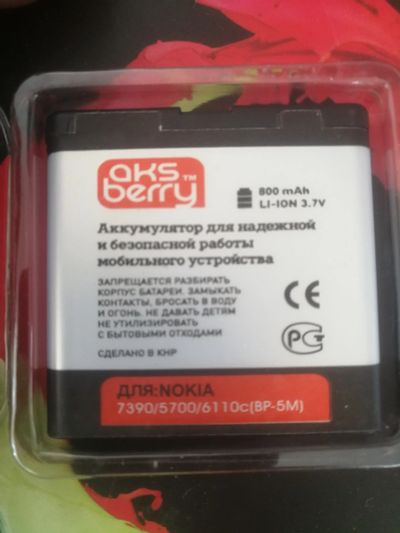 aks
berry™
800 mAh
LI-ION 3.7V
Аккумулятор для надежной
и безопасной работы
мобильного устройства
ЗАПРЕЩАЕТСЯ РАЗБИРАТЬ
КОРПУС БАТАРЕИ. ЗАМЫКАТЬ
КОНТАКТЫ, БРОСАТЬ В ВОДУ
И ОГОНЬ. НЕ ДАВАТЬ ДЕТЯМ
НЕ УТИЛИЗИРОВАТЬ
С БЫТОВЫМИ ОТХОДАМИ
СДЕЛАНО В КНР
CE
РСТ
ДЛЯ:NOKIA
7390/5700/6110c(BP-5M)